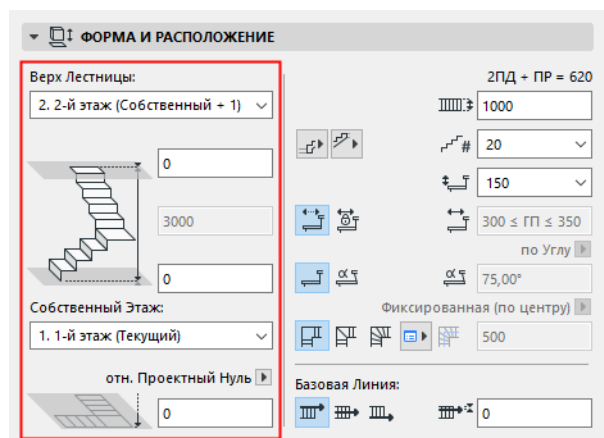 ФОРМА И РАСПОЛОЖЕНИЕ
Верх Лестницы:
2. 2-й этаж (Собственный + 1)
0
3000
0
Собственный Этаж:
1. 1-й этаж (Текущий)
отн. Проектный Нуль
0
2ПД + ПР = 620
1000
# 20
150
300 ≤ ГП ≤ 350
по Углу
α α 75,00°
Фиксированная (по центру)
500
Базовая Линия:
0